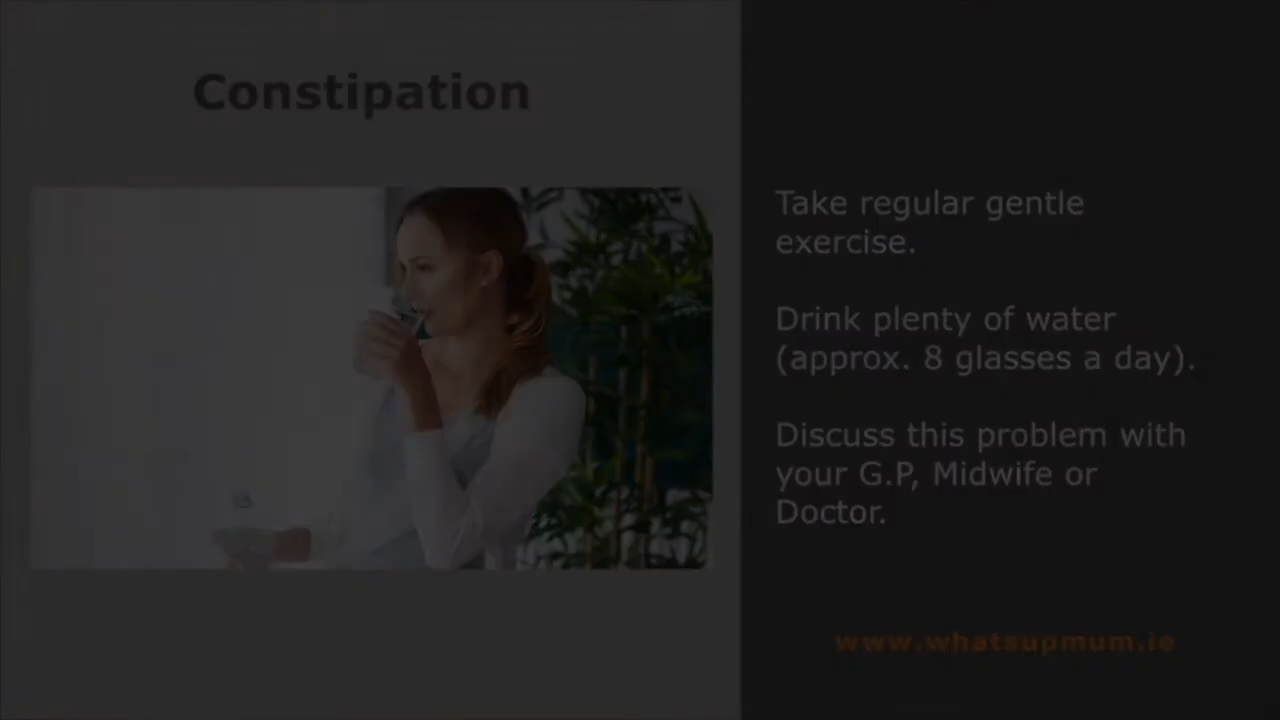 Constipation
Take regular gentle
exercise.
Drink plenty of water
(approx. 8 glasses a day).
Discuss this problem with
your G.P, Midwife or
Doctor.
www.whatsupmum.ie